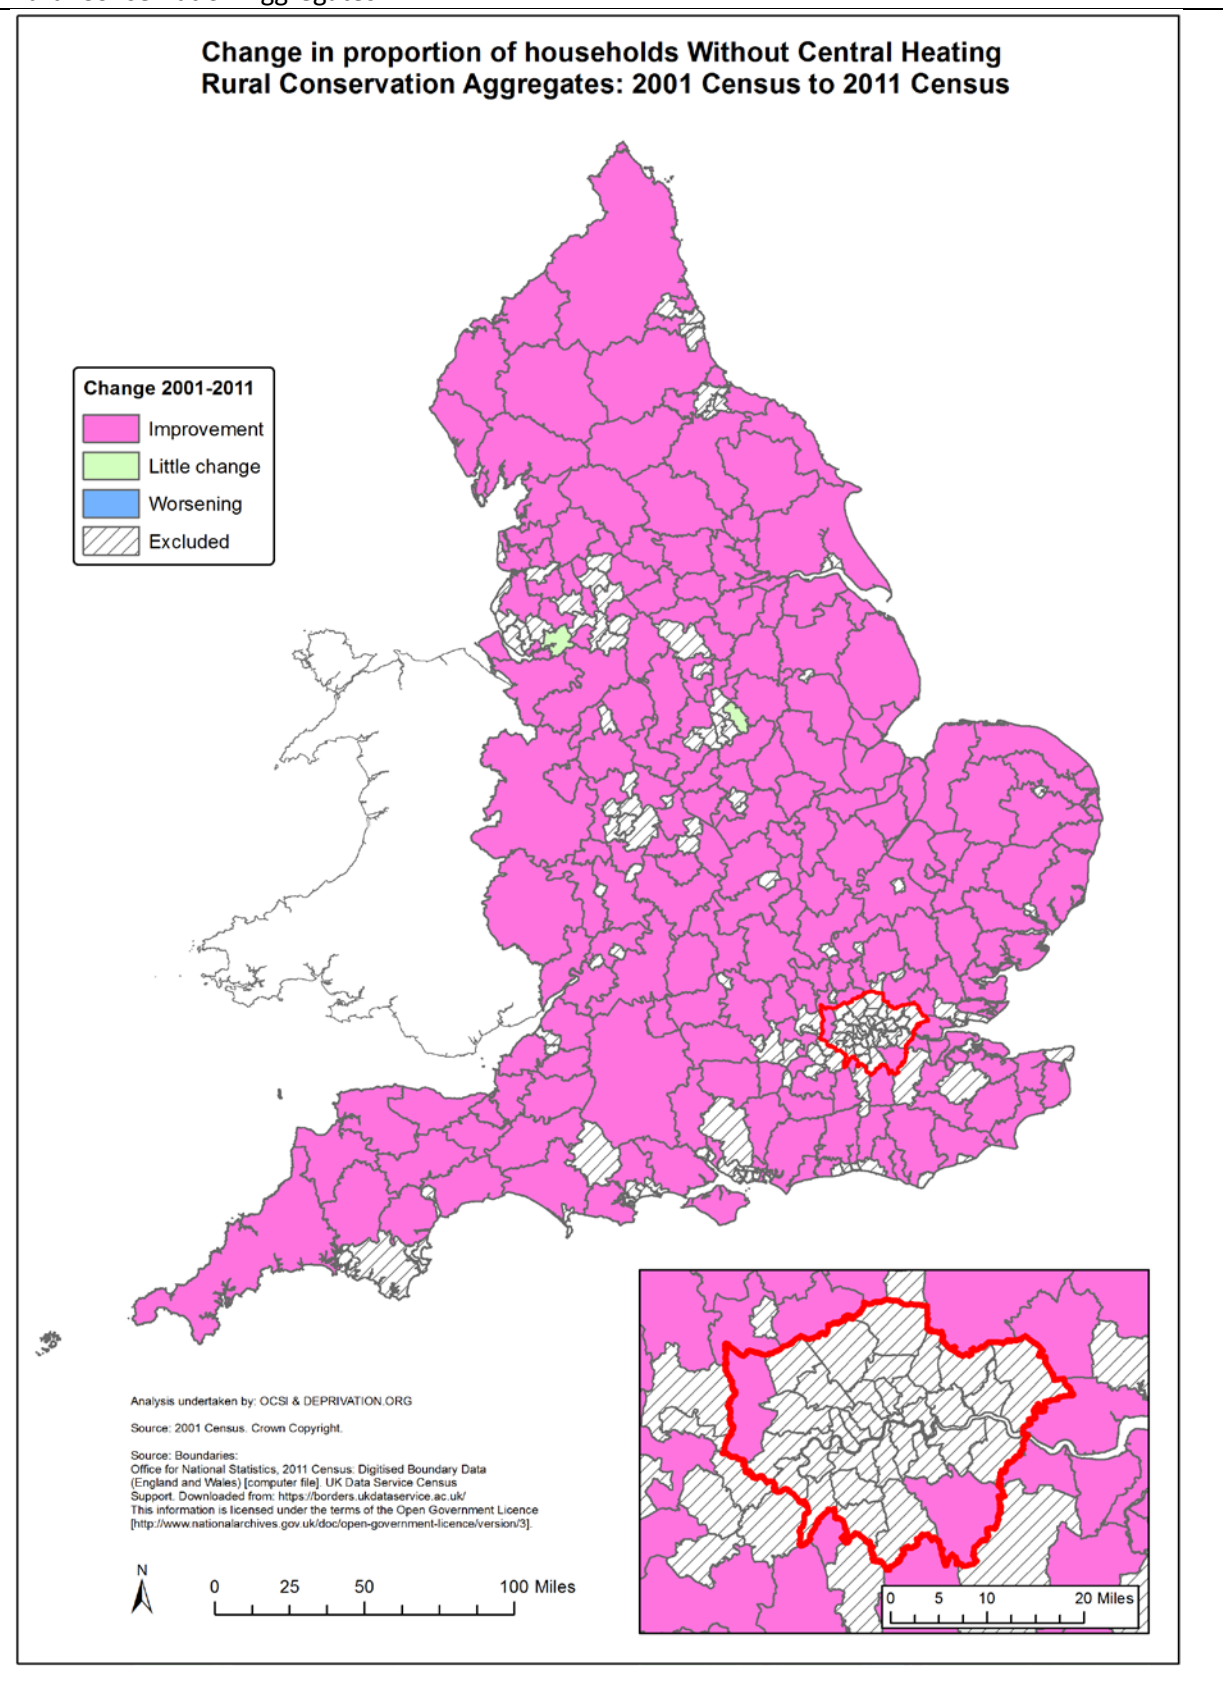 Change in proportion of households Without Central Heating
Rural Conservation Aggregates: 2001 Census to 2011 Census
Change 2001-2011
Improvement
Little change
Worsening
Excluded
Analysis undertaken by: OCSI & DEPRIVATION.ORG
Source: 2001 Census. Crown Copyright.
Source: Boundaries:
Office for National Statistics, 2011 Census: Digitised Boundary Data
(England and Wales) [computer file]. UK Data Service Census
Support. Downloaded from: https://borders.ukdataservice.ac.uk/
This information is licensed under the terms of the Open Government Licence
[http://www.nationalarchives.gov.uk/doc/open-government-licence/version/3].
N
0 25 50 100 Miles
0 5 10 20 Miles